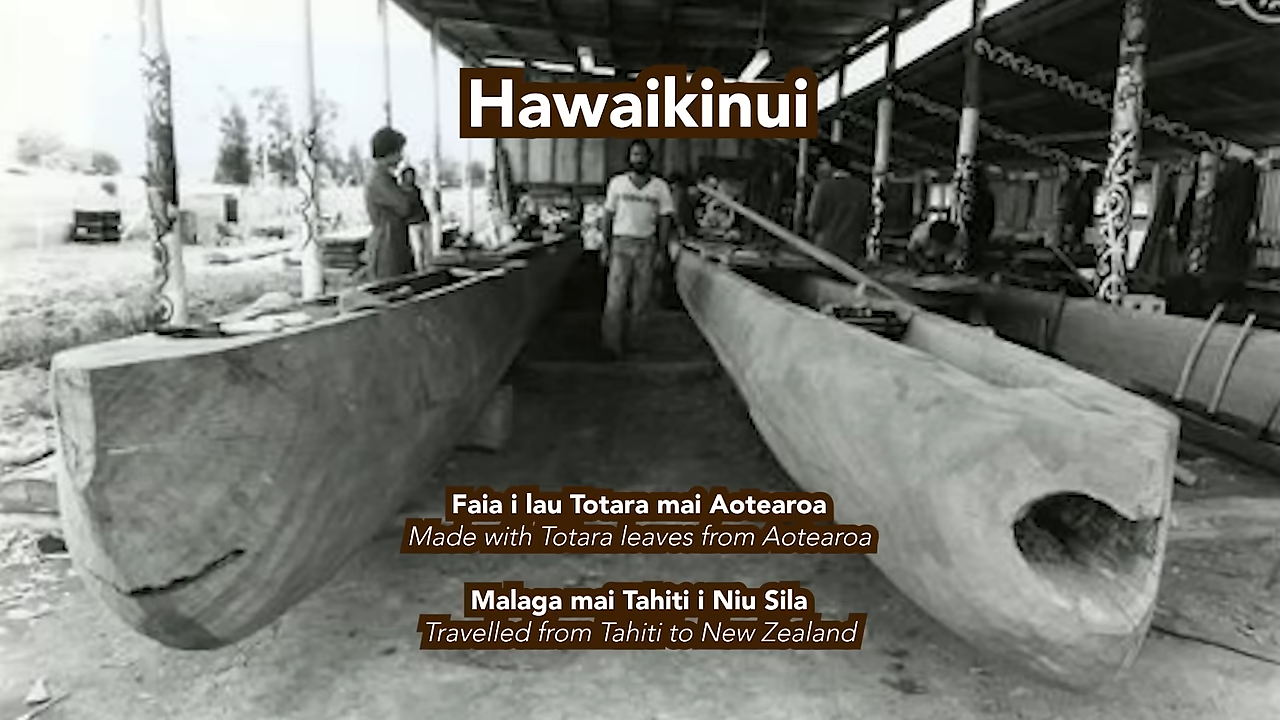 Hawaikinui
Faia i lau Totara mai Aotearoa
Made with Totara leaves from Aotearoa
Malaga mai Tahiti i Niu Sila
Travelled from Tahiti to New Zealand